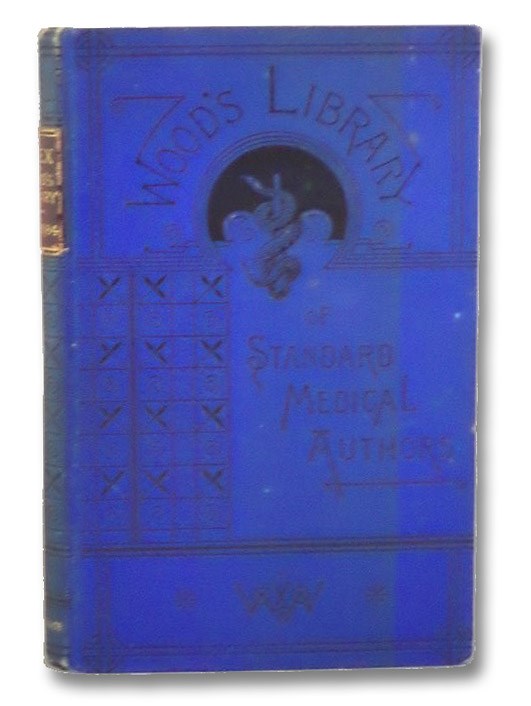 WOOD'S LIBRARY
OF
STANDARD
MEDICAL
AUTHORS